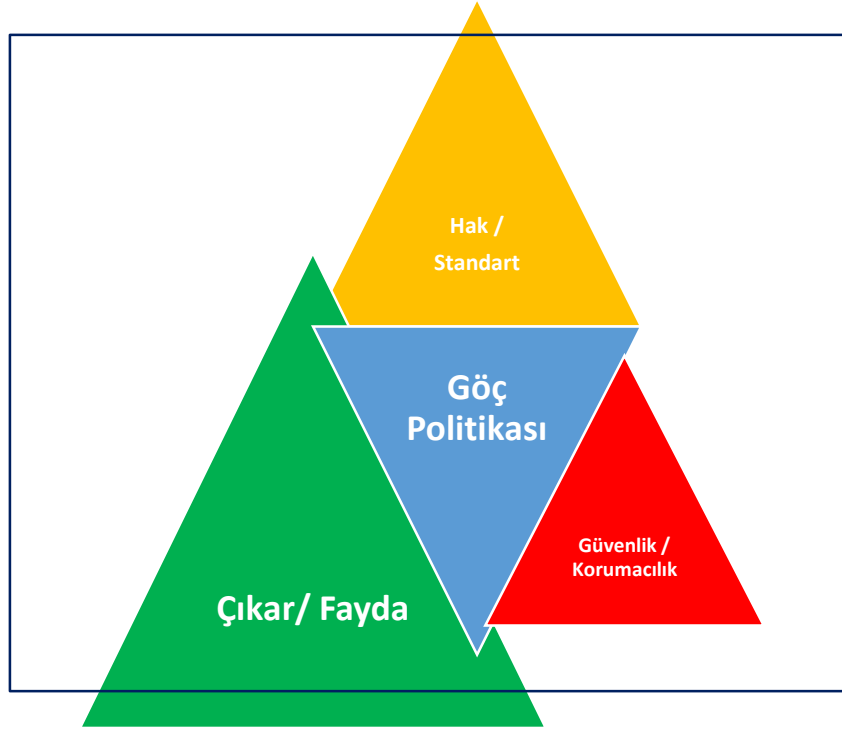 Hak /
Standart
Göç
Politikası
Güvenlik /
Korumacılık
Çıkar/ Fayda